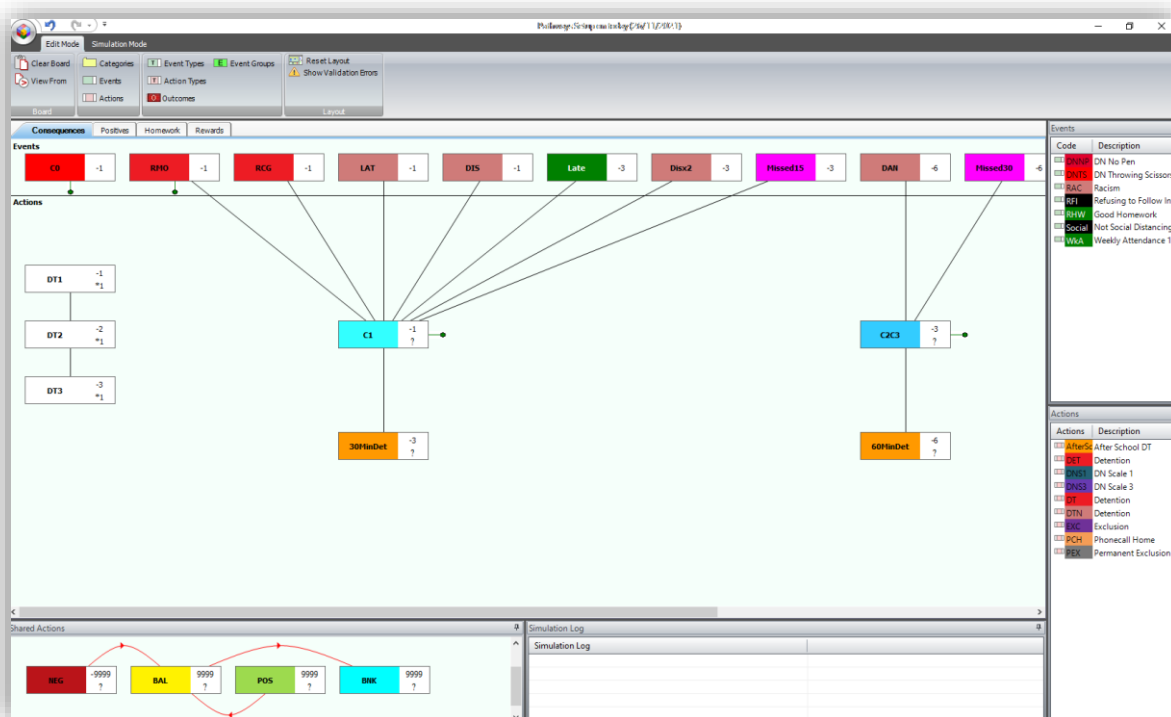 Edit Mode Simulation Mode
Clear Board Categories Event Types Event Groups Reset Layout
View From Events Action Types Show Validation Errors
Actions Outcomes
Board Layout
Consequences Positives Homework Rewards
Events
C0 -1 RMO -1 RCG -1 LAT -1 DIS -1 Late -3 Disx2 -3 Missed15 -3 DAN -6 Missed30 -6
Actions
DT1 -1
*1
DT2 -2
*1
C1 -1
?
C2C3 -3
?
DT3 -3
*1
30MinDet -3
?
60MinDet -6
?
Shared Actions
NEG -9999
?
BAL 9999
?
POS 9999
?
BNK 9999
?
Simulation Log
Simulation Log
Events
Code Description
DNNP DN No Pen
DNTS DN Throwing Scissors
RAC Racism
RFI Refusing to Follow In
RHW Good Homework
Social Not Social Distancing
WkA Weekly Attendance 1
Actions
Actions Description
AfterSc After School DT
DET Detention
DNS1 DN Scale 1
DNS3 DN Scale 3
DT Detention
DTN Detention
EXC Exclusion
PCH Phonecall Home
PEX Permanent Exclusion